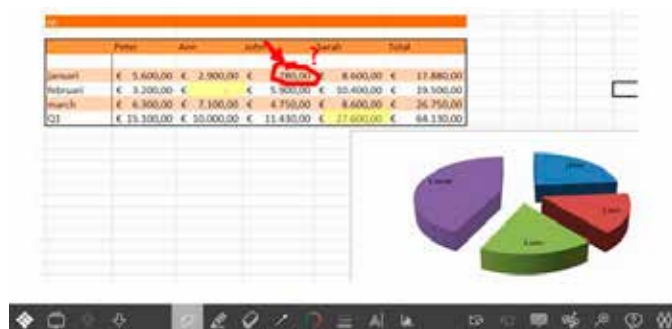 Peter Ann John Sarah Total
januari € 5.600,00 € 2.900,00 € 780,00 € 8.600,00 € 17.880,00
februari € 3.200,00 € - € 5.900,00 € 10.400,00 € 19.500,00
march € 6.300,00 € 7.100,00 € 4.750,00 € 8.600,00 € 26.750,00
Q1 € 15.100,00 € 10.000,00 € 11.430,00 € 27.600,00 € 64.130,00
?